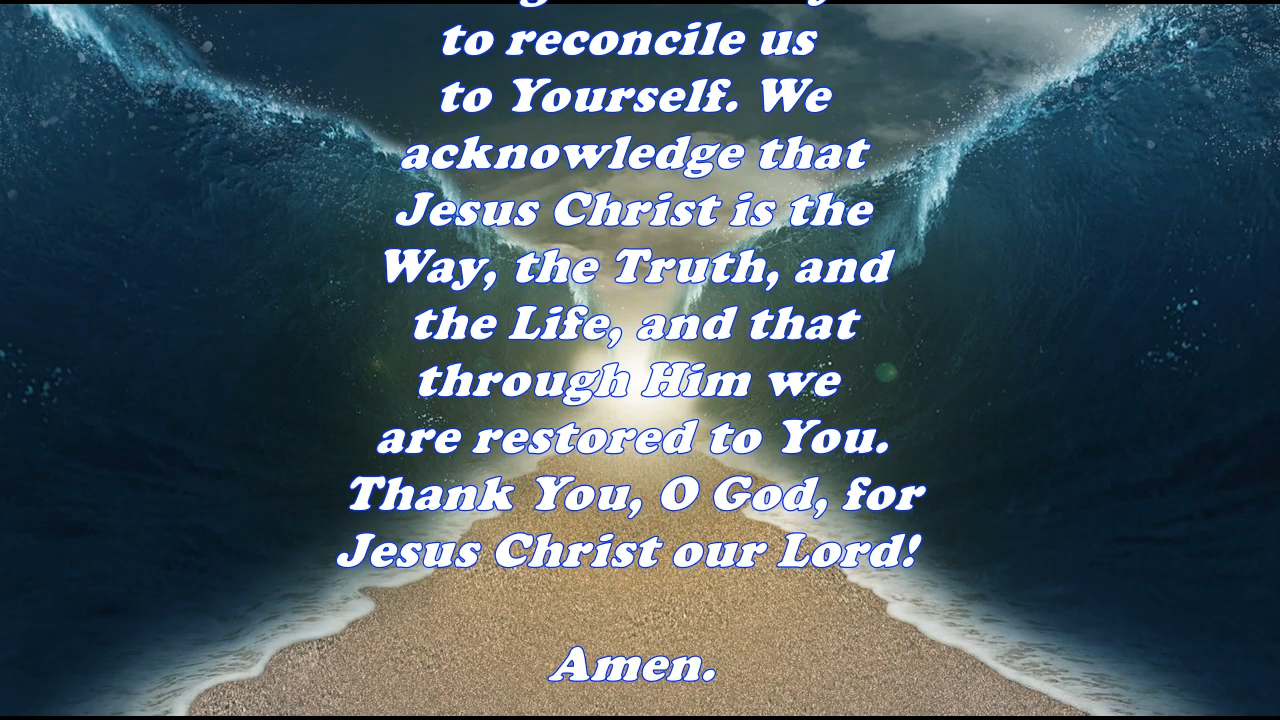 to reconcile us
to Yourself. We
acknowledge that
Jesus Christ is the
Way, the Truth, and
the Life, and that
through Him we
are restored to You.
Thank You, O God, for
Jesus Christ our Lord!
Amen.